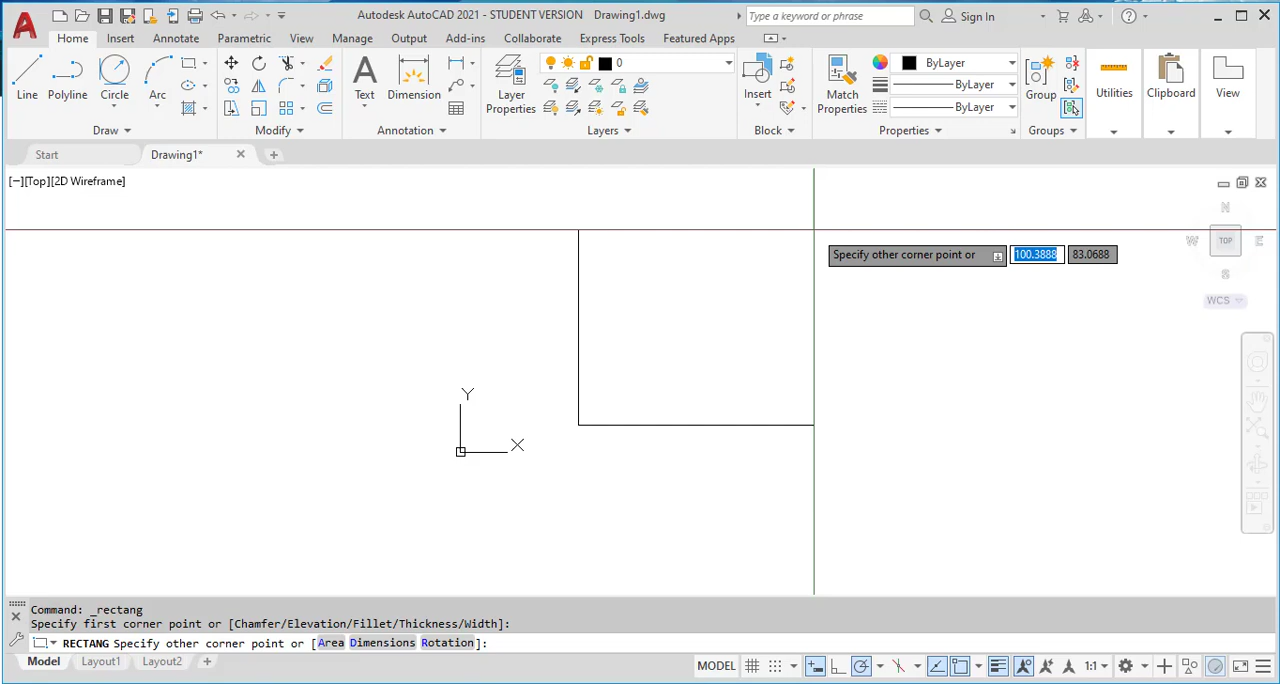 Autodesk AutoCAD 2021 - STUDENT VERSION Drawing1.dwg
Type a keyword or phrase
Sign In
Home Insert Annotate Parametric View Manage Output Add-ins Collaborate Express Tools Featured Apps
Line Polyline Circle Arc
Draw
Modify
Text Dimension
Annotation
Layer Properties
0
Layers
Insert
Block
Match Properties
ByLayer
ByLayer
ByLayer
Properties
Group
Groups
Utilities
Clipboard
View
Start Drawing1*
[−][Top][2D Wireframe]
N
W TOP E
S
WCS
Specify other corner point or 100.3888 83.0688
Y
X
Command: _rectang
Specify first corner point or [Chamfer/Elevation/Fillet/Thickness/Width]:
RECTANG Specify other corner point or [Area Dimensions Rotation]:
Model Layout1 Layout2
MODEL 1:1